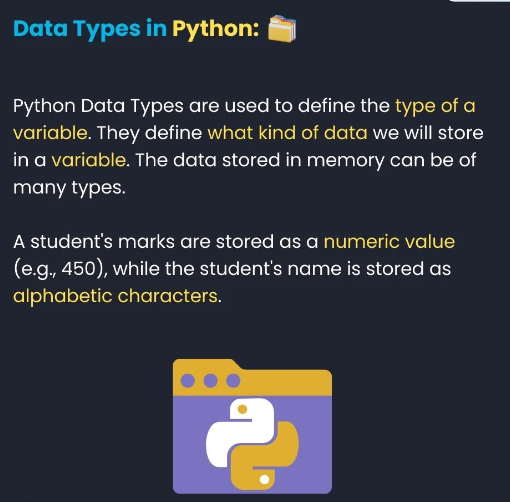 Data Types in Python:
Python Data Types are used to define the type of a
variable. They define what kind of data we will store
in a variable. The data stored in memory can be of
many types.
A student's marks are stored as a numeric value
(e.g., 450), while the student's name is stored as
alphabetic characters.